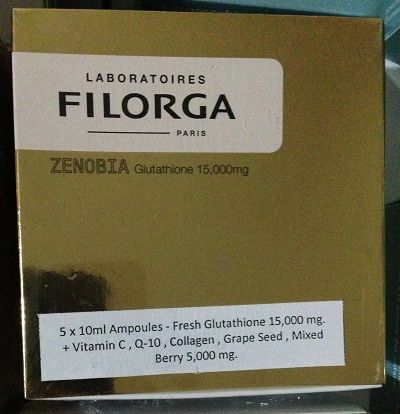 LABORATOIRES
FILORGA
PARIS
ZENOBIA Glutathione 15,000mg
5 x 10ml Ampoules - Fresh Glutathione 15,000 mg.
+ Vitamin C , Q-10 , Collagen , Grape Seed , Mixed
Berry 5,000 mg.